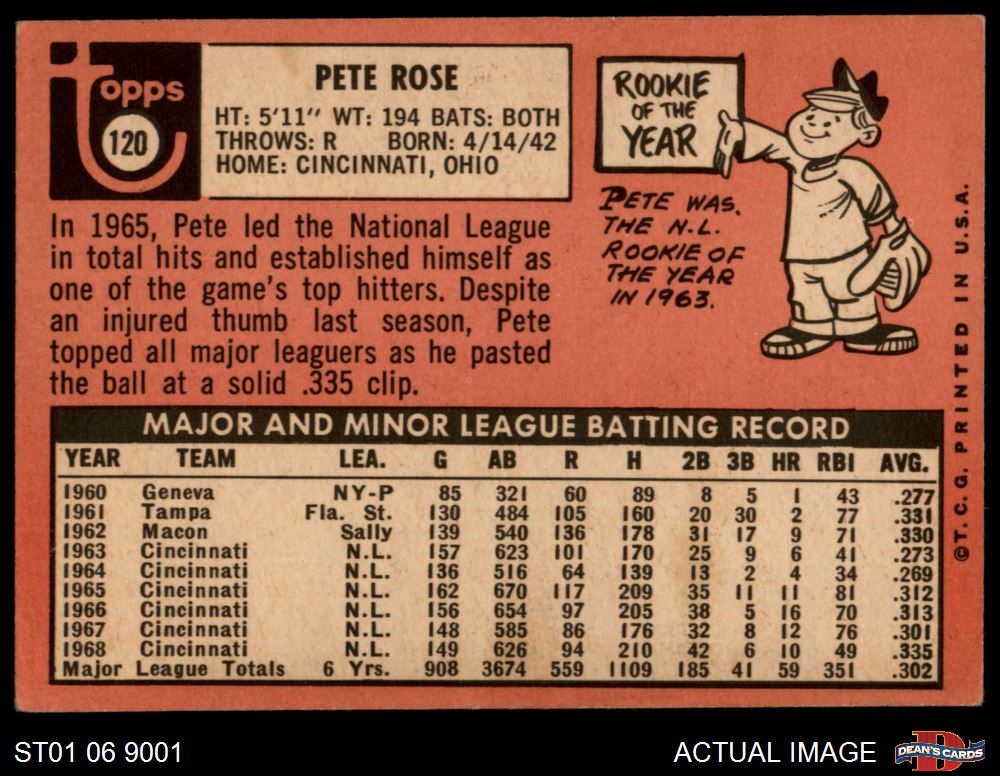 topps
120
PETE ROSE
HT: 5'11" WT: 194 BATS: BOTH
THROWS: R BORN: 4/14/42
HOME: CINCINNATI, OHIO
In 1965, Pete led the National League
in total hits and established himself as
one of the game's top hitters. Despite
an injured thumb last season, Pete
topped all major leaguers as he pasted
the ball at a solid .335 clip.
ROOKIE
OF THE
YEAR
PETE WAS
THE N.L.
ROOKIE OF
THE YEAR
IN 1963.
©T.C.G. PRINTED IN U.S.A.
MAJOR AND MINOR LEAGUE BATTING RECORD
YEAR TEAM LEA. G AB R H 2B 3B HR RBI AVG.
1960 Geneva NY-P 85 321 60 89 8 5 1 43 .277
1961 Tampa Fla. St. 130 484 105 160 20 30 2 77 .331
1962 Macon Sally 139 540 136 178 31 17 9 71 .330
1963 Cincinnati N.L. 157 623 101 170 25 9 6 41 .273
1964 Cincinnati N.L. 136 516 64 139 13 2 4 34 .269
1965 Cincinnati N.L. 162 670 117 209 35 11 11 81 .312
1966 Cincinnati N.L. 156 654 97 205 38 5 16 70 .313
1967 Cincinnati N.L. 148 585 86 176 32 8 12 76 .301
1968 Cincinnati N.L. 149 626 94 210 42 6 10 49 .335
Major League Totals 6 Yrs. 908 3674 559 1109 185 41 59 351 .302
ST01 06 9001
ACTUAL IMAGE
D
DEAN'S CARDS